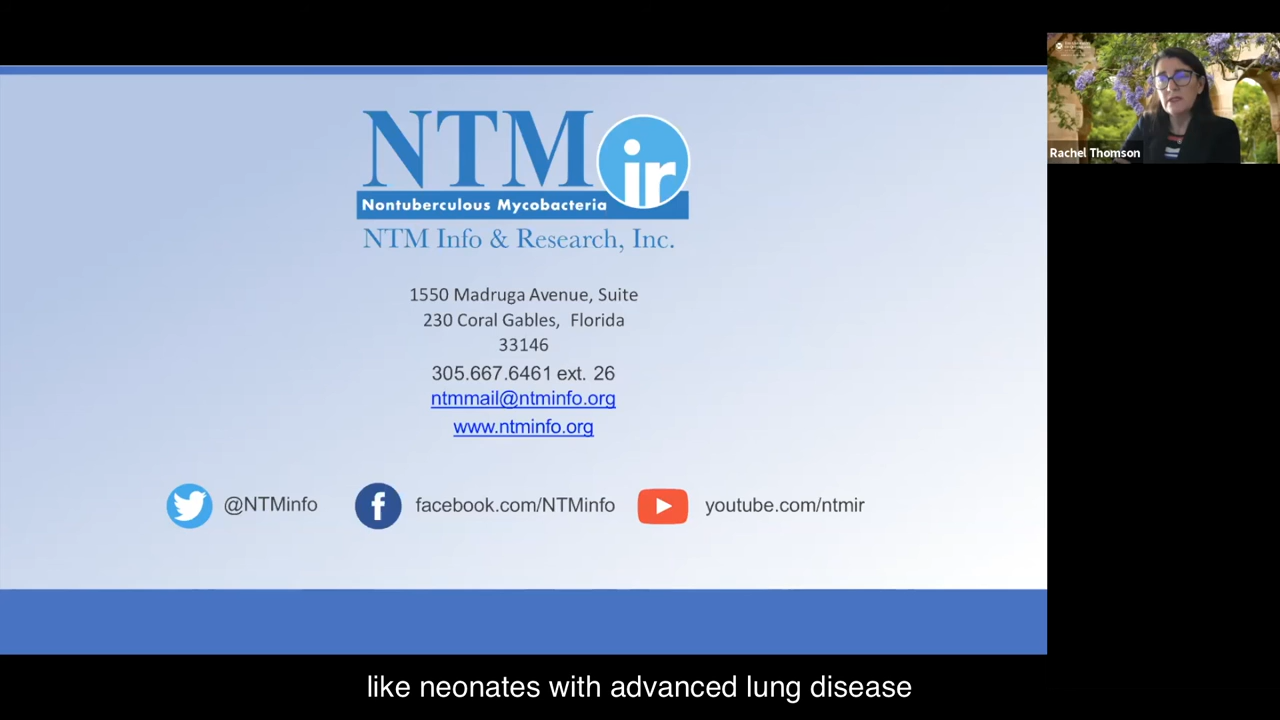 NTM
ir
Nontuberculous Mycobacteria
NTM Info & Research, Inc.
1550 Madruga Avenue, Suite
230 Coral Gables, Florida
33146
305.667.6461 ext. 26
ntmmail@ntminfo.org
www.ntminfo.org
@NTMinfo
facebook.com/NTMinfo
youtube.com/ntmir
Rachel Thomson
like neonates with advanced lung disease